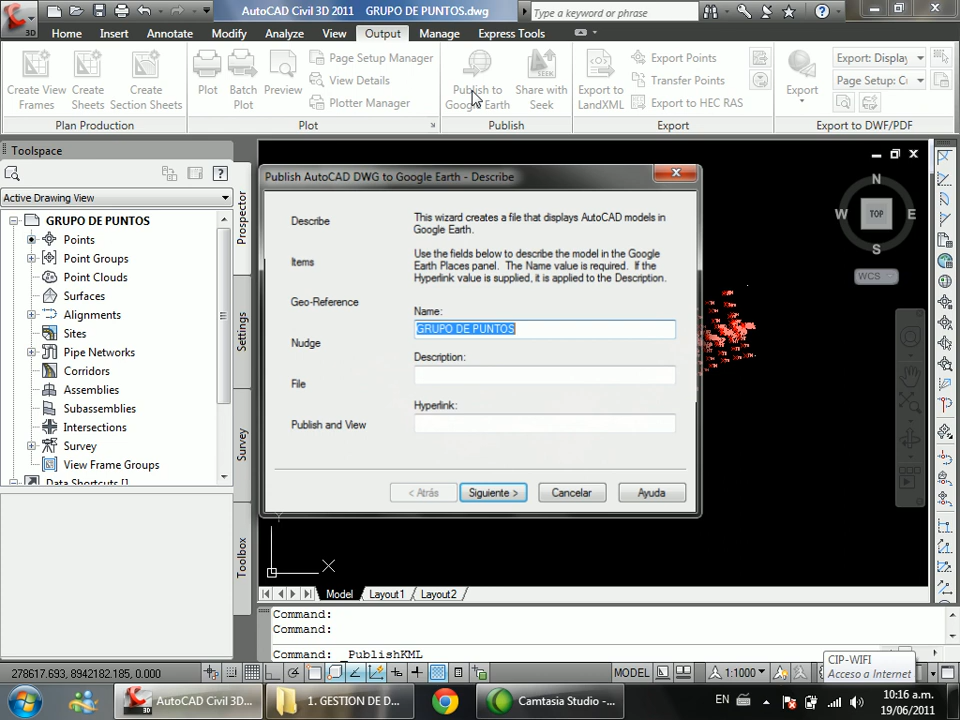 AutoCAD Civil 3D 2011 GRUPO DE PUNTOS.dwg
Type a keyword or phrase
3D
Home Insert Annotate Modify Analyze View Output Manage Express Tools
Create View Frames
Create Sheets
Create Section Sheets
Plan Production
Plot
Batch Plot
Preview
Page Setup Manager
View Details
Plotter Manager
Plot
Publish to Google Earth
Share with Seek
Publish
Export to LandXML
Export Points
Transfer Points
Export to HEC RAS
Export
Export
Export: Display
Page Setup: C
Export to DWF/PDF
Toolspace
Active Drawing View
GRUPO DE PUNTOS
Points
Point Groups
Point Clouds
Surfaces
Alignments
Sites
Pipe Networks
Corridors
Assemblies
Subassemblies
Intersections
Survey
View Frame Groups
Data Shortcuts []
Prospector
Settings
Survey
Toolbox
Publish AutoCAD DWG to Google Earth - Describe
Describe
Items
Geo-Reference
Nudge
File
Publish and View
This wizard creates a file that displays AutoCAD models in
Google Earth.
Use the fields below to describe the model in the Google
Earth Places panel. The Name value is required. If the
Hyperlink value is supplied, it is applied to the Description.
Name:
GRUPO DE PUNTOS
Description:
Hyperlink:
< Atrás Siguiente > Cancelar Ayuda
N
W TOP E
S
WCS
Y
X
Model Layout1 Layout2
Command:
Command:
Command: _PublishKML
278617.693, 8942182.185, 0.000
MODEL
1:1000
CIP-WIFI
Acceso a Internet
AutoCAD Civil 3D...
1. GESTION DE D...
Camtasia Studio -...
EN
10:16 a.m.
19/06/2011